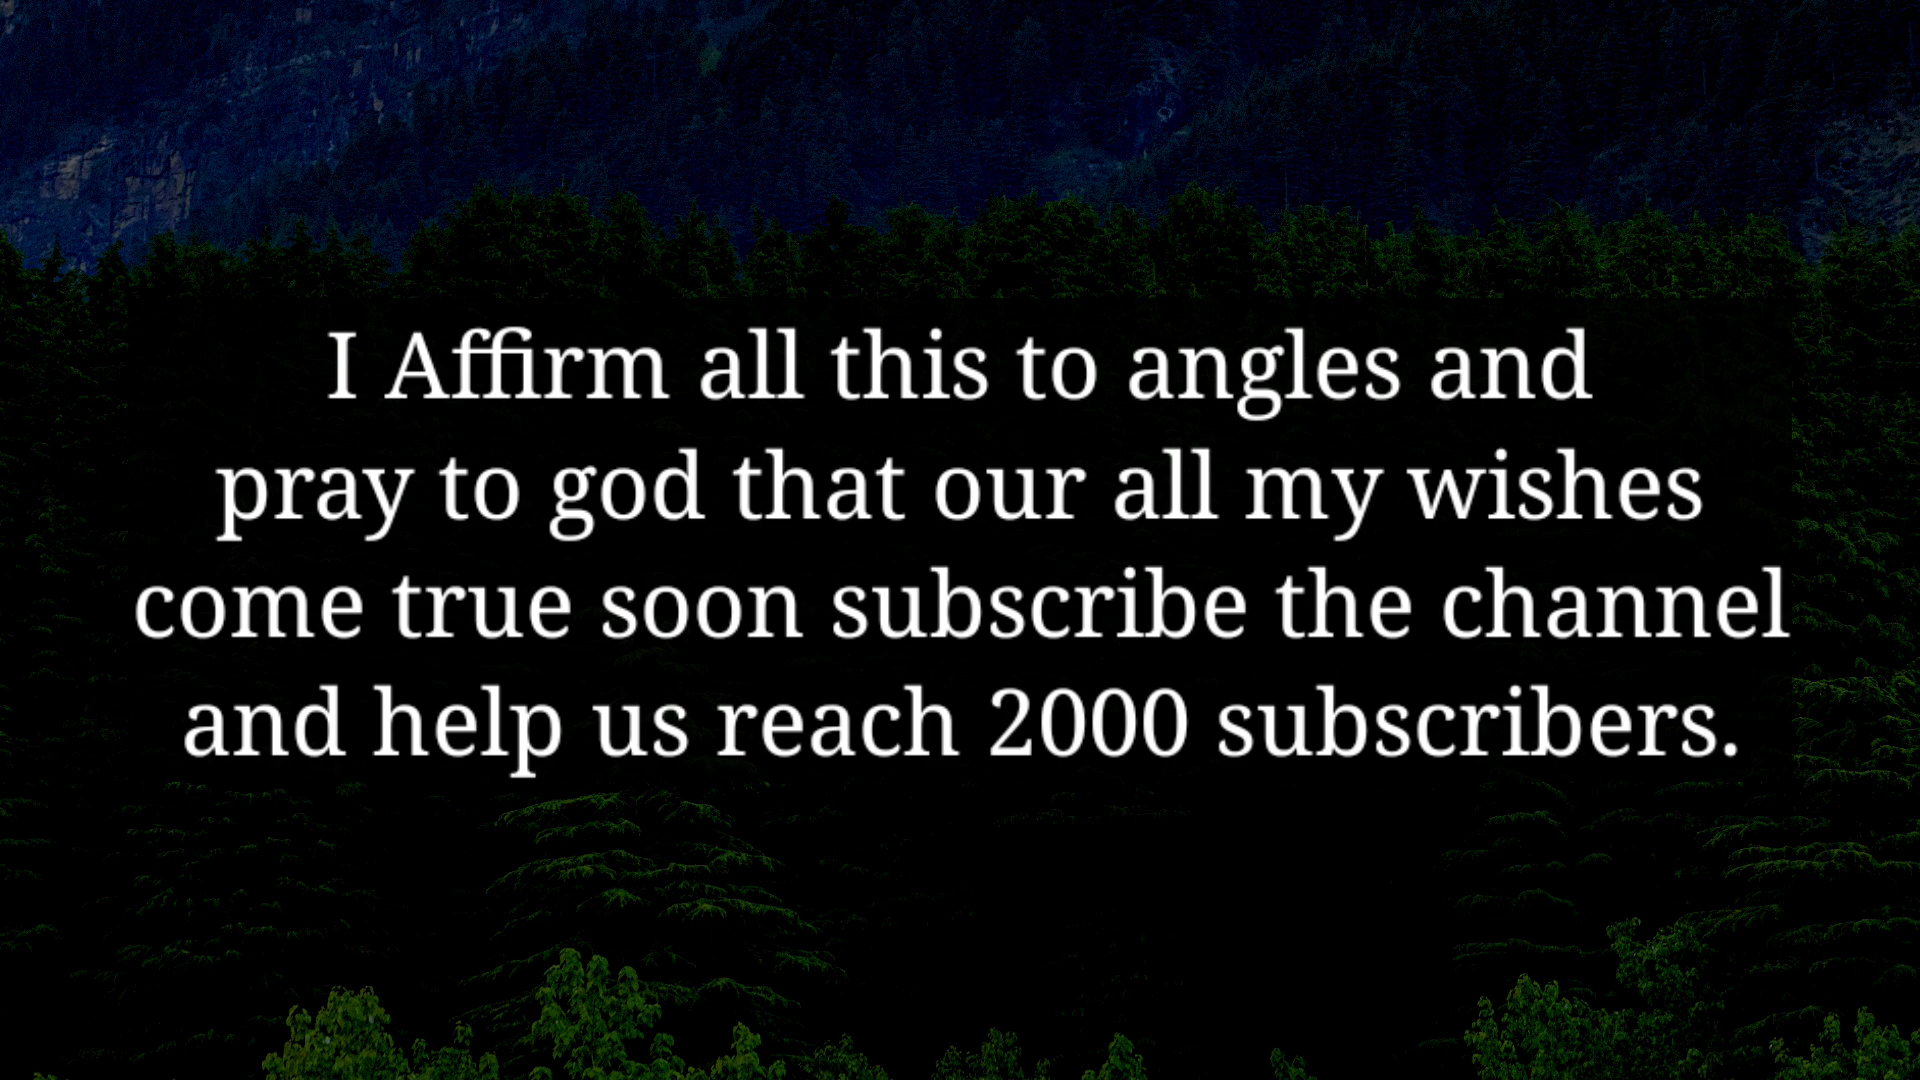 I Affirm all this to angles and
pray to god that our all my wishes
come true soon subscribe the channel
and help us reach 2000 subscribers.